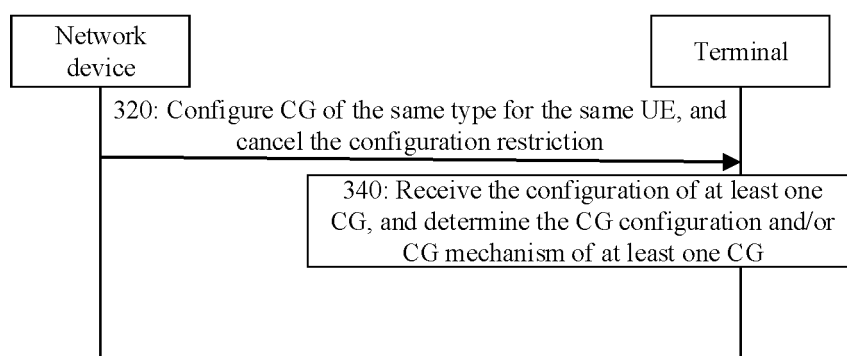 Network
device
Terminal
320: Configure CG of the same type for the same UE, and
cancel the configuration restriction
340: Receive the configuration of at least one
CG, and determine the CG configuration and/or
CG mechanism of at least one CG